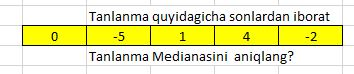 Tanlanma quyidagicha sonlardan iborat
0 -5 1 4 -2
Tanlanma Medianasini aniqlang?